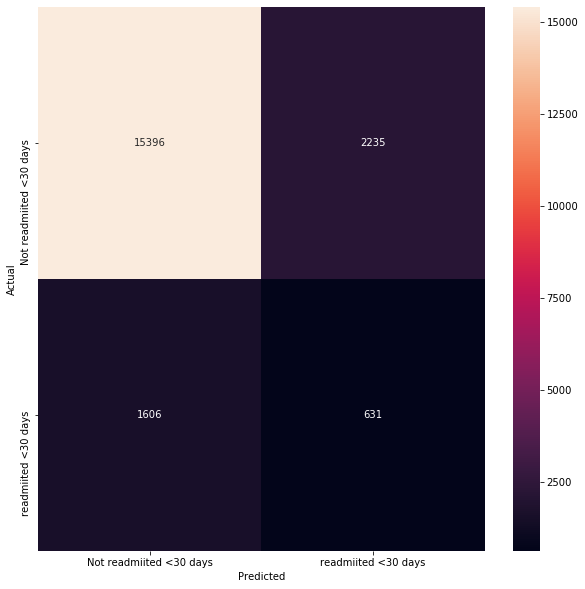 Actual
Not readmiited <30 days
readmiited <30 days
15396
2235
1606
631
Not readmiited <30 days
readmiited <30 days
Predicted
15000
12500
10000
7500
5000
2500